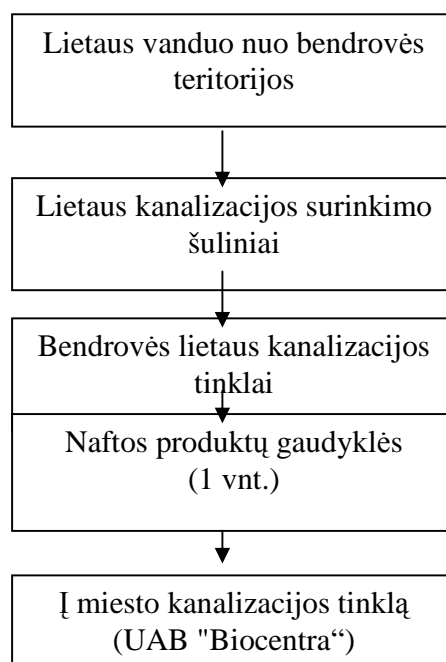 Lietaus vanduo nuo bendrovės
teritorijos
Lietaus kanalizacijos surinkimo
šuliniai
Bendrovės lietaus kanalizacijos
tinklai
Naftos produktų gaudyklės
(1 vnt.)
Į miesto kanalizacijos tinklą
(UAB "Biocentra“)